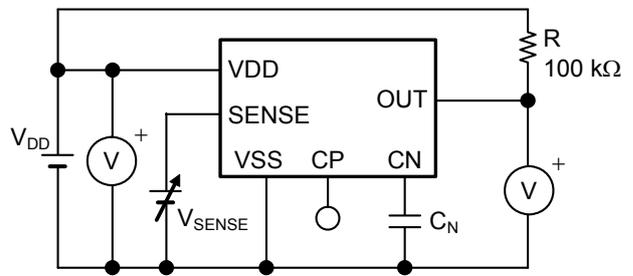 R
100 kΩ
VDD
OUT
SENSE
V_DD
+
V
VSS CP CN
+
V
V_SENSE
C_N